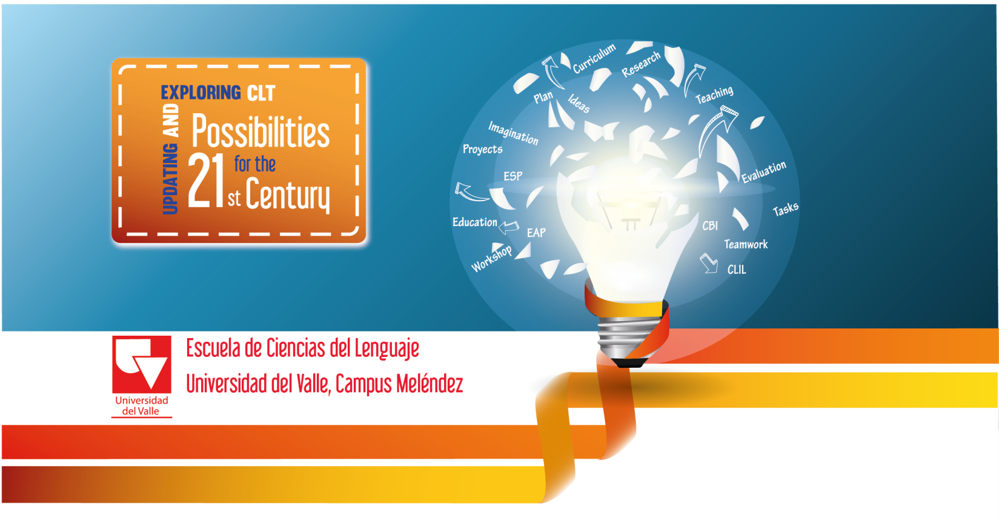 UPDATING AND
EXPLORING CLT
Possibilities
for the
21st Century
Curriculum
Research
Plan
Ideas
Teaching
Imagination
Proyects
ESP
Evaluation
Tasks
Education
EAP
CBI
Teamwork
Workshop
CLIL
Escuela de Ciencias del Lenguaje
Universidad del Valle, Campus Meléndez
Universidad
del Valle